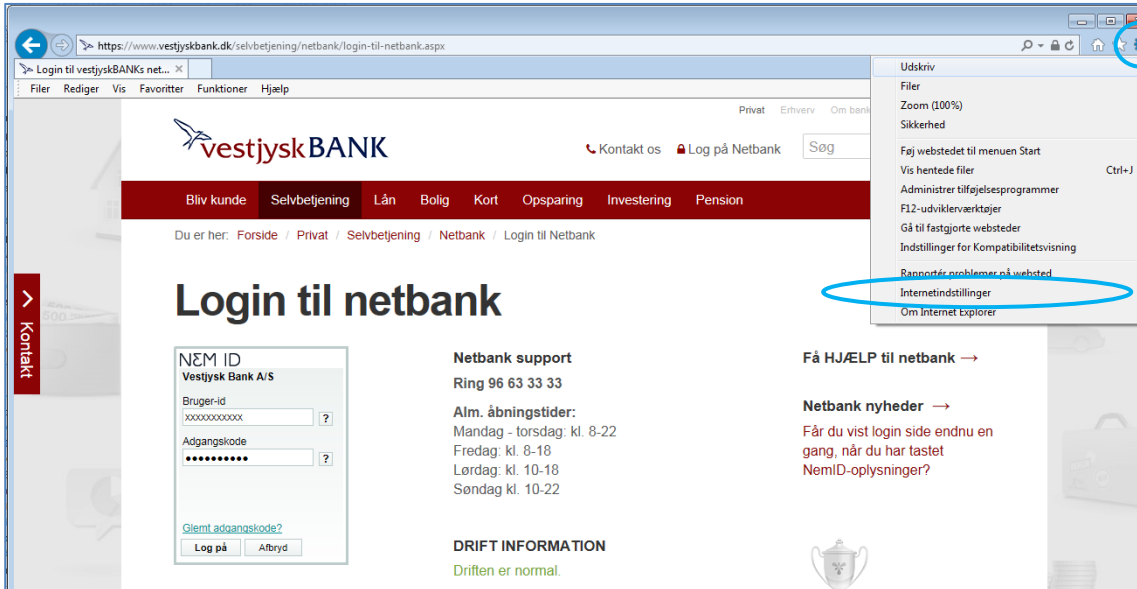 https://www.vestjyskbank.dk/selvbetjening/netbank/login-til-netbank.aspx
Login til vestjyskBANKs net...
Filer Rediger Vis Favoritter Funktioner Hjælp
Udskriv
Filer
Zoom (100%)
Sikkerhed
Føj webstedet til menuen Start
Vis hentede filer Ctrl+J
Administrer tilføjelsesprogrammer
F12-udviklerværktøjer
Gå til fastgjorte websteder
Indstillinger for Kompatibilitetsvisning
Rapportér problemer på websted
Internetindstillinger
Om Internet Explorer
Privat Erhverv Om bank
vestjyskBANK
Kontakt os Log på Netbank Søg
Bliv kunde Selvbetjening Lån Bolig Kort Opsparing Investering Pension
Du er her: Forside / Privat / Selvbetjening / Netbank / Login til Netbank
Kontakt
Login til netbank
NEM ID
Vestjysk Bank A/S
Bruger-id
xxxxxxxxxxx ?
Adgangskode
•••••••••• ?
Glemt adgangskode?
Log på Afbryd
Netbank support
Ring 96 63 33 33
Alm. åbningstider:
Mandag - torsdag: kl. 8-22
Fredag: kl. 8-18
Lørdag: kl. 10-18
Søndag kl. 10-22
DRIFT INFORMATION
Driften er normal.
Få HJÆLP til netbank →
Netbank nyheder →
Får du vist login side endnu en
gang, når du har tastet
NemID-oplysninger?